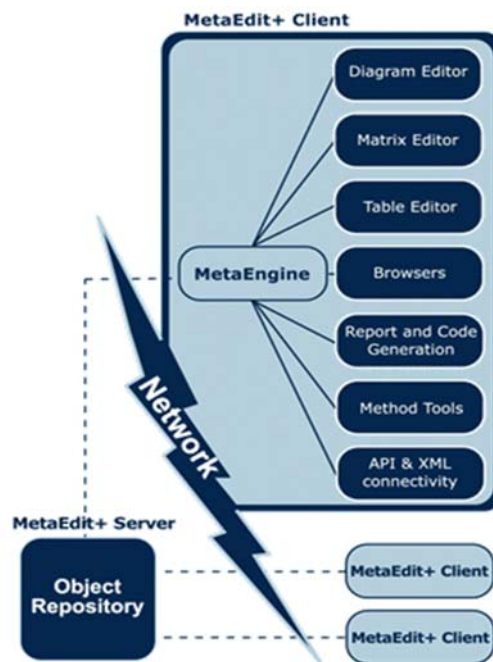 MetaEdit+ Client
Diagram Editor
Matrix Editor
Table Editor
MetaEngine
Browsers
Report and Code
Generation
Method Tools
API & XML
connectivity
Network
MetaEdit+ Server
Object
Repository
MetaEdit+ Client
MetaEdit+ Client